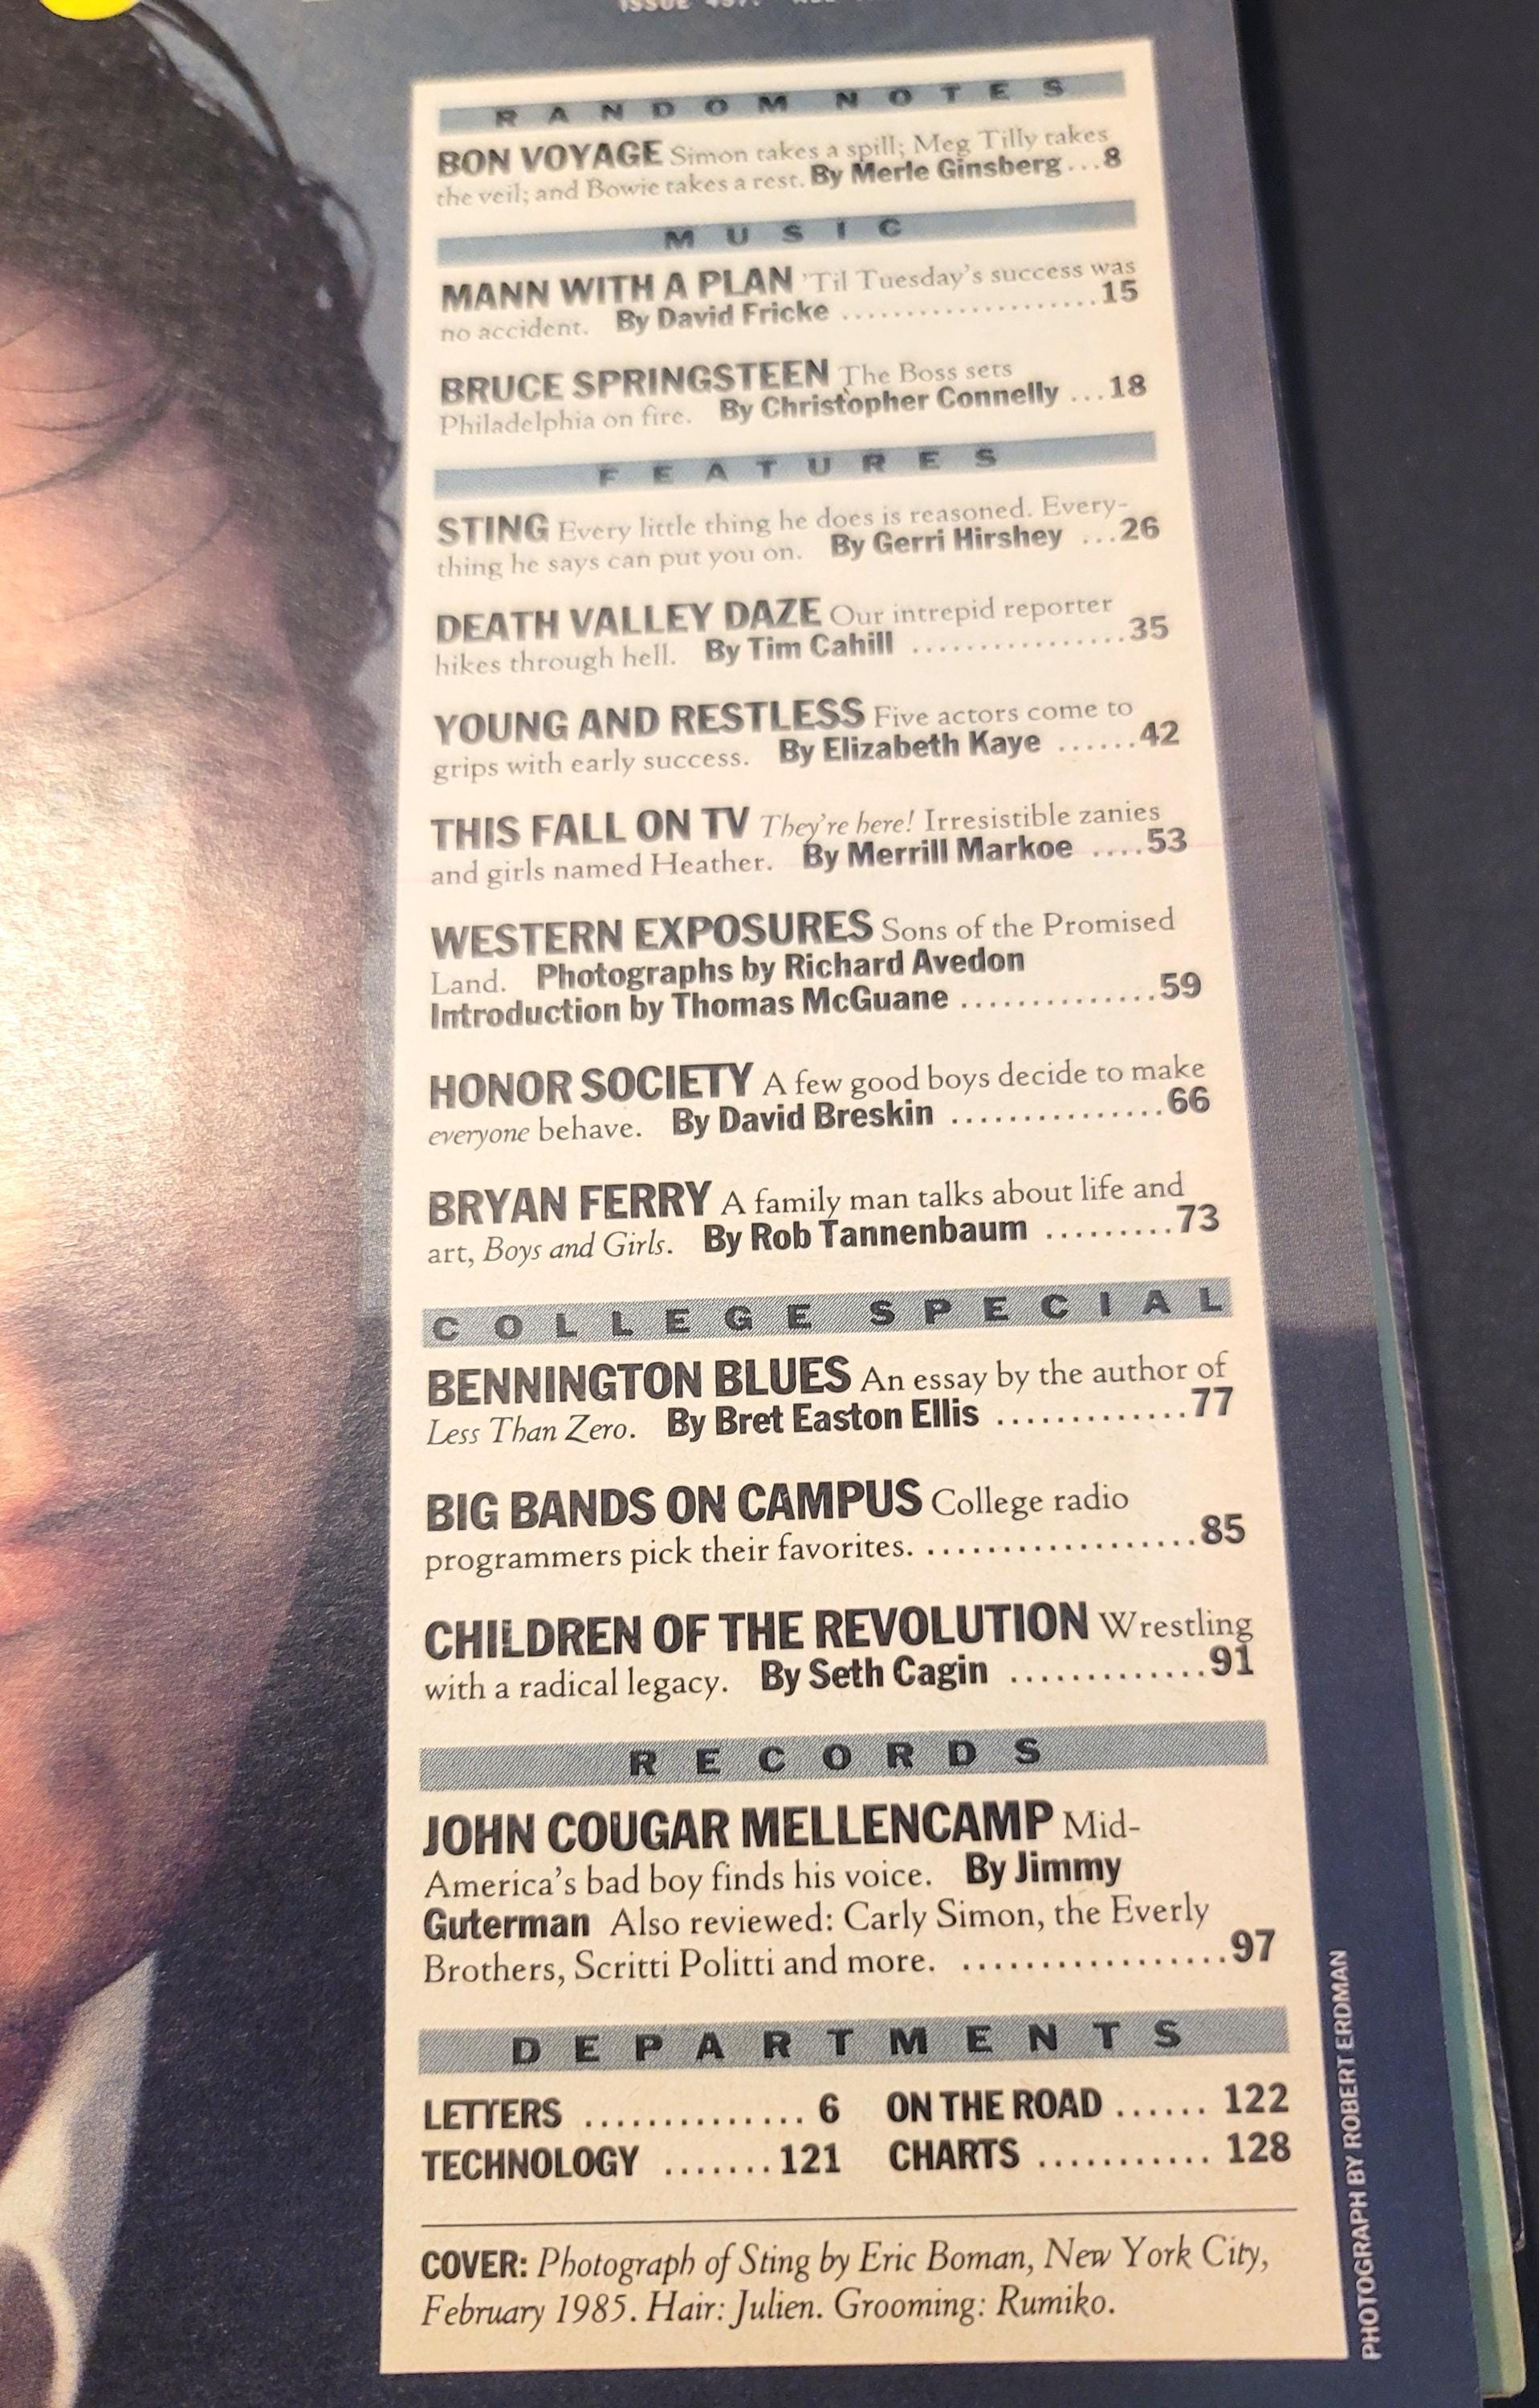 RANDOM NOTES
BON VOYAGE Simon takes a spill; Meg Tilly takes
the veil; and Bowie takes a rest. By Merle Ginsberg ...8
MUSIC
MANN WITH A PLAN 'Til Tuesday's success was
no accident. By David Fricke ....................15
BRUCE SPRINGSTEEN The Boss sets
Philadelphia on fire. By Christopher Connelly ...18
FEATURES
STING Every little thing he does is reasoned. Every-
thing he says can put you on. By Gerri Hirshey ...26
DEATH VALLEY DAZE Our intrepid reporter
hikes through hell. By Tim Cahill ................35
YOUNG AND RESTLESS Five actors come to
grips with early success. By Elizabeth Kaye ......42
THIS FALL ON TV They're here! Irresistible zanies
and girls named Heather. By Merrill Markoe ....53
WESTERN EXPOSURES Sons of the Promised
Land. Photographs by Richard Avedon
Introduction by Thomas McGuane ..............59
HONOR SOCIETY A few good boys decide to make
everyone behave. By David Breskin ...............66
BRYAN FERRY A family man talks about life and
art, Boys and Girls. By Rob Tannenbaum .........73
COLLEGE SPECIAL
BENNINGTON BLUES An essay by the author of
Less Than Zero. By Bret Easton Ellis .............77
BIG BANDS ON CAMPUS College radio
programmers pick their favorites. ..................85
CHILDREN OF THE REVOLUTION Wrestling
with a radical legacy. By Seth Cagin .............91
RECORDS
JOHN COUGAR MELLENCAMP Mid-
America's bad boy finds his voice. By Jimmy
Guterman Also reviewed: Carly Simon, the Everly
Brothers, Scritti Politti and more. .................97
DEPARTMENTS
LETTERS .............. 6 ON THE ROAD ...... 122
TECHNOLOGY .......121 CHARTS ........... 128
COVER: Photograph of Sting by Eric Boman, New York City,
February 1985. Hair: Julien. Grooming: Rumiko.
PHOTOGRAPH BY ROBERT ERDMAN